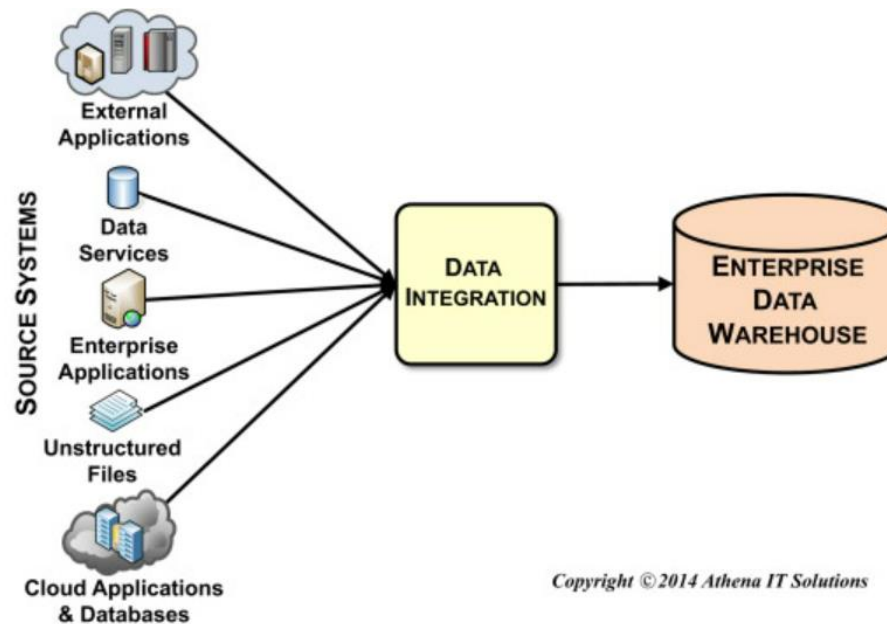 External
Applications
Data
Services
Enterprise
Applications
Unstructured
Files
Cloud Applications
& Databases
SOURCE SYSTEMS
DATA
INTEGRATION
ENTERPRISE
DATA
WAREHOUSE
Copyright © 2014 Athena IT Solutions